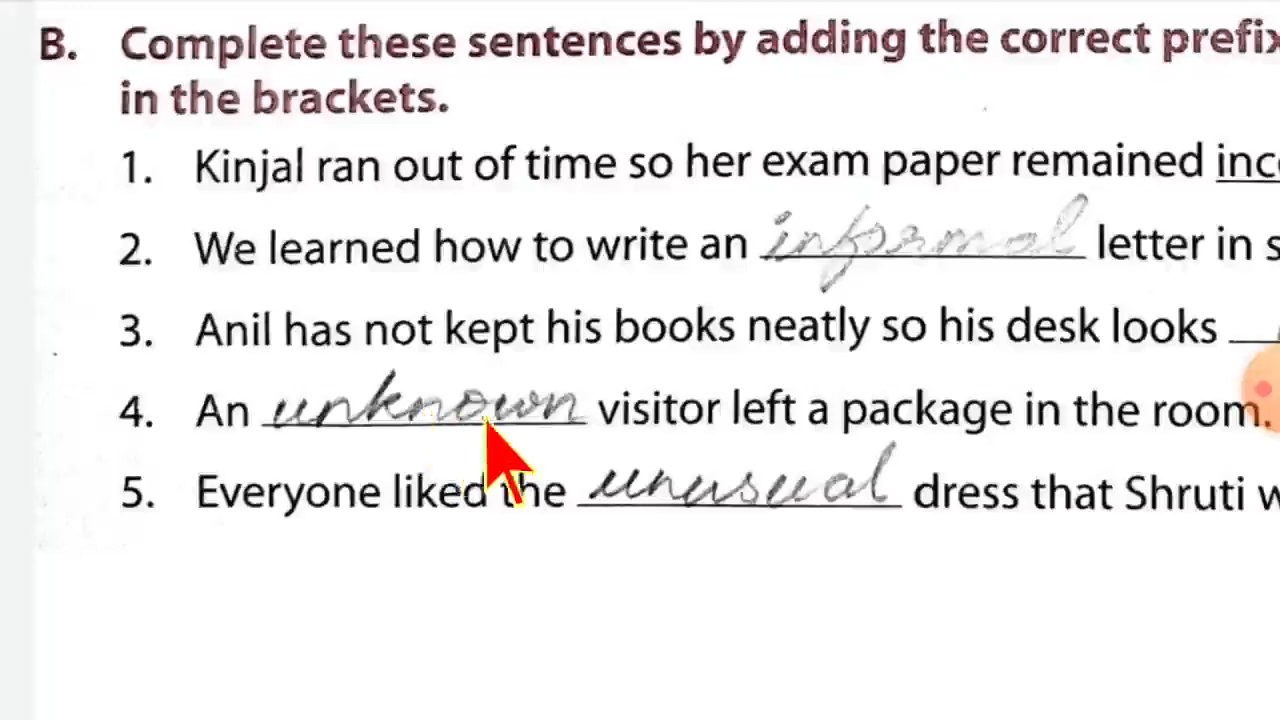 B. Complete these sentences by adding the correct prefix
in the brackets.
1. Kinjal ran out of time so her exam paper remained inco
2. We learned how to write an informal letter in s
3. Anil has not kept his books neatly so his desk looks
4. An unknown visitor left a package in the room.
5. Everyone liked the unusual dress that Shruti w